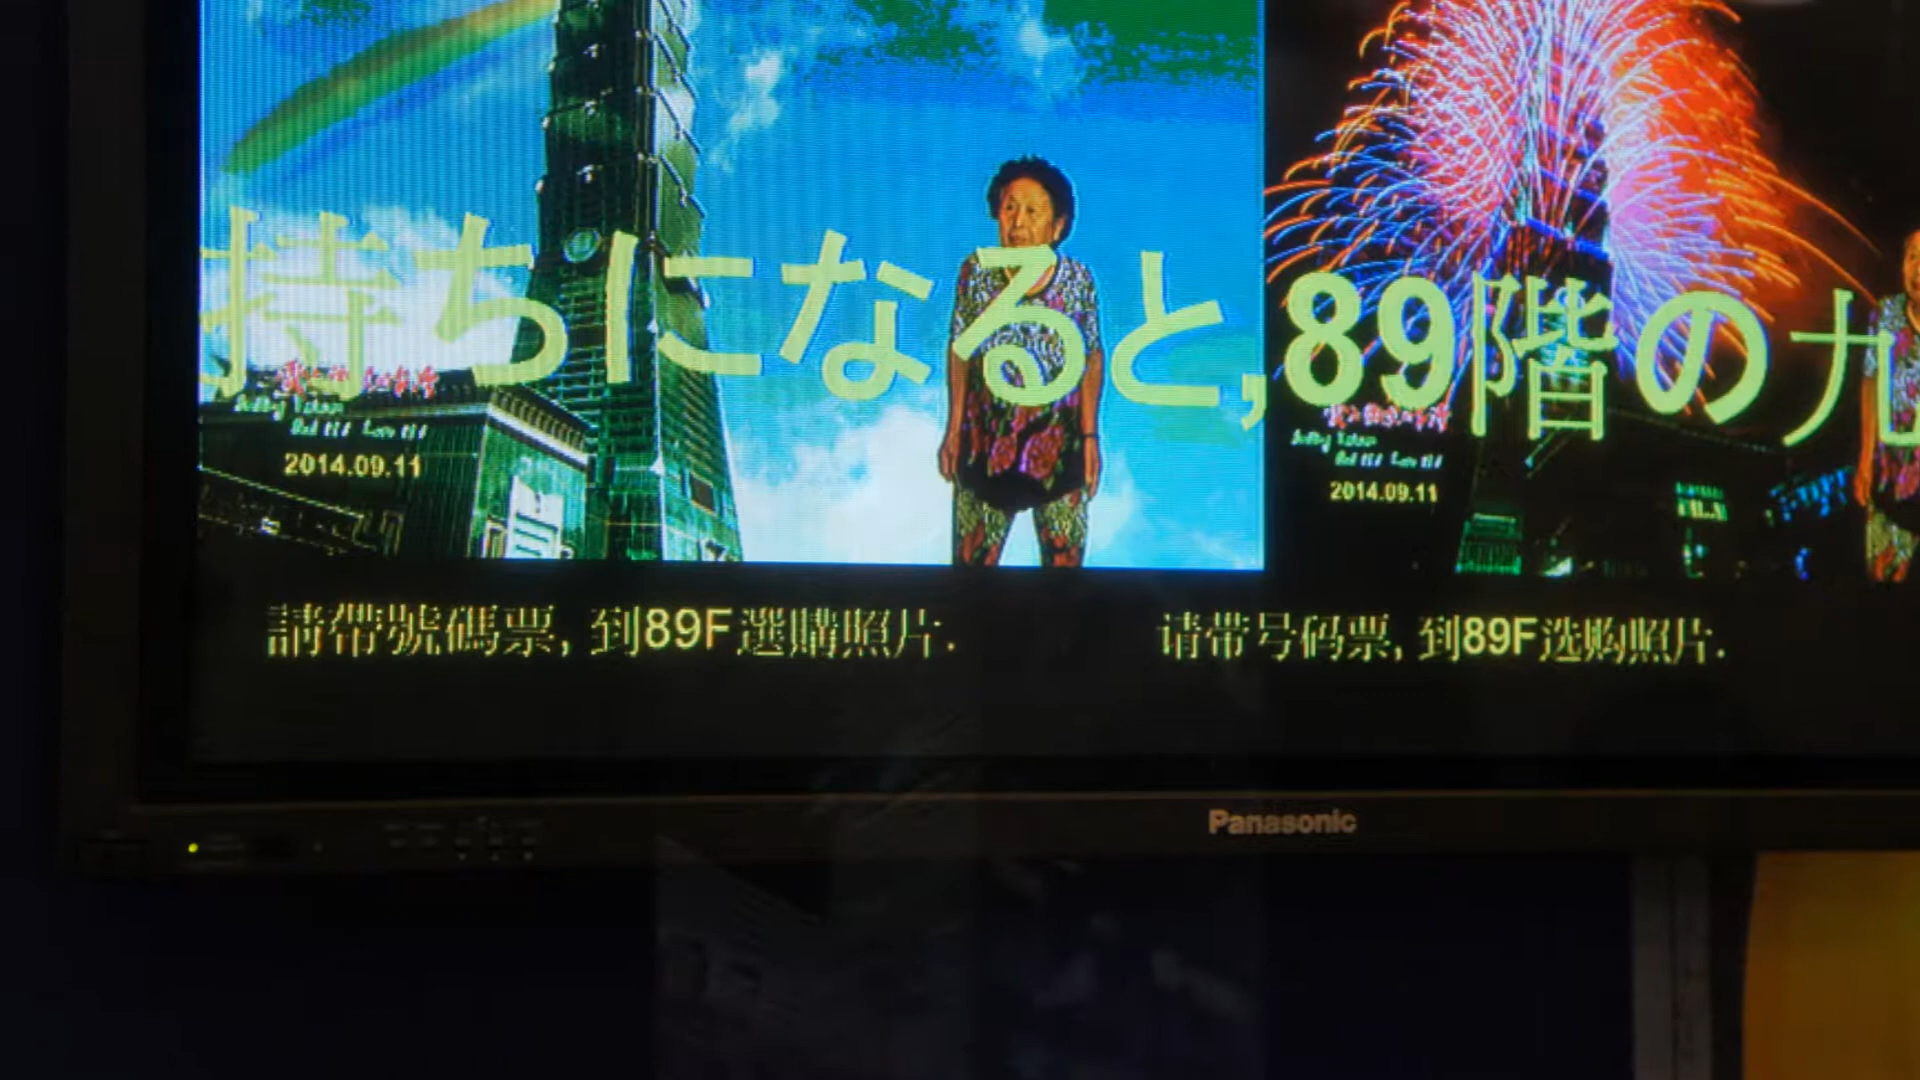 持ちになると,89階の九
2014.09.11
2014.09.11
請帶號碼票, 到89F選購照片.
请带号码票, 到89F选购照片.
Panasonic